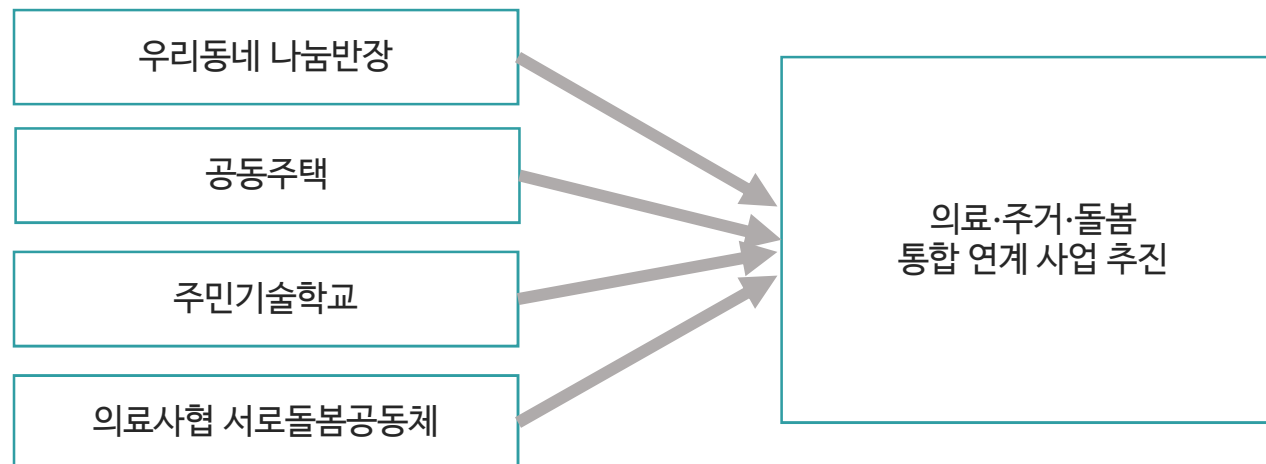 우리동네 나눔반장
공동주택
주민기술학교
의료사협 서로돌봄공동체
의료·주거·돌봄
통합 연계 사업 추진